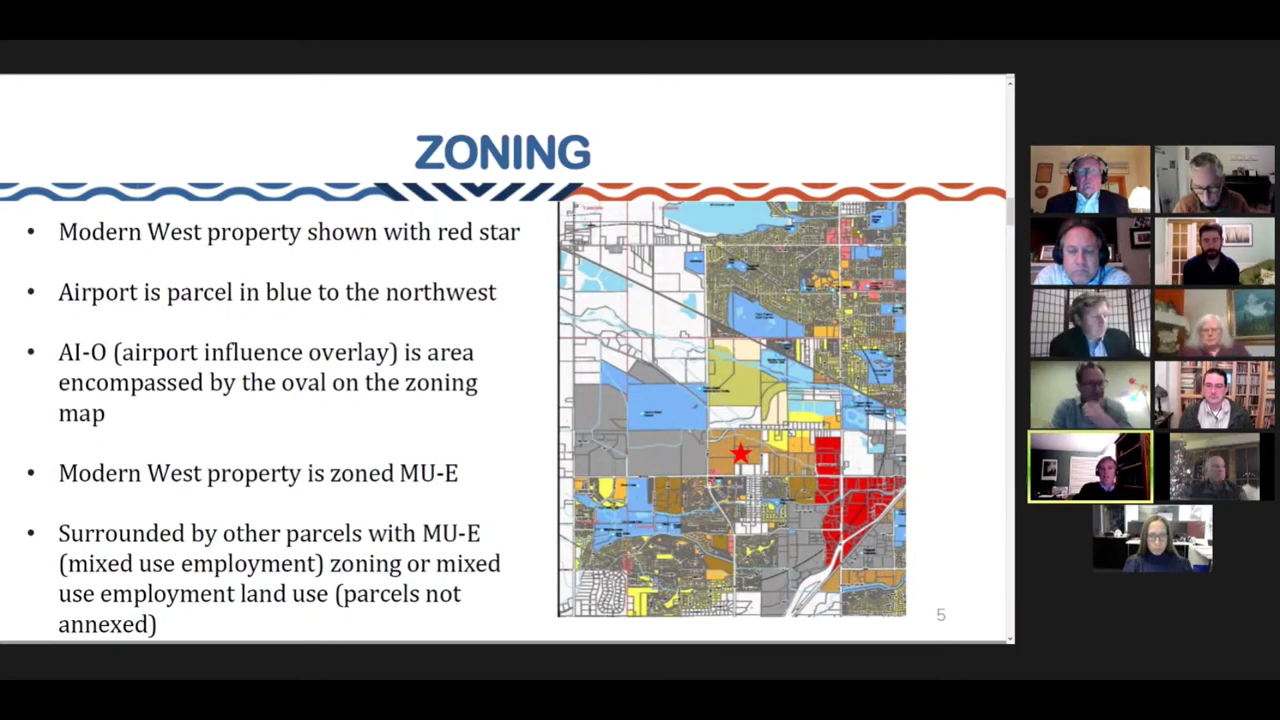 ZONING
• Modern West property shown with red star
• Airport is parcel in blue to the northwest
• AI-O (airport influence overlay) is area
encompassed by the oval on the zoning
map
• Modern West property is zoned MU-E
• Surrounded by other parcels with MU-E
(mixed use employment) zoning or mixed
use employment land use (parcels not
annexed)
5